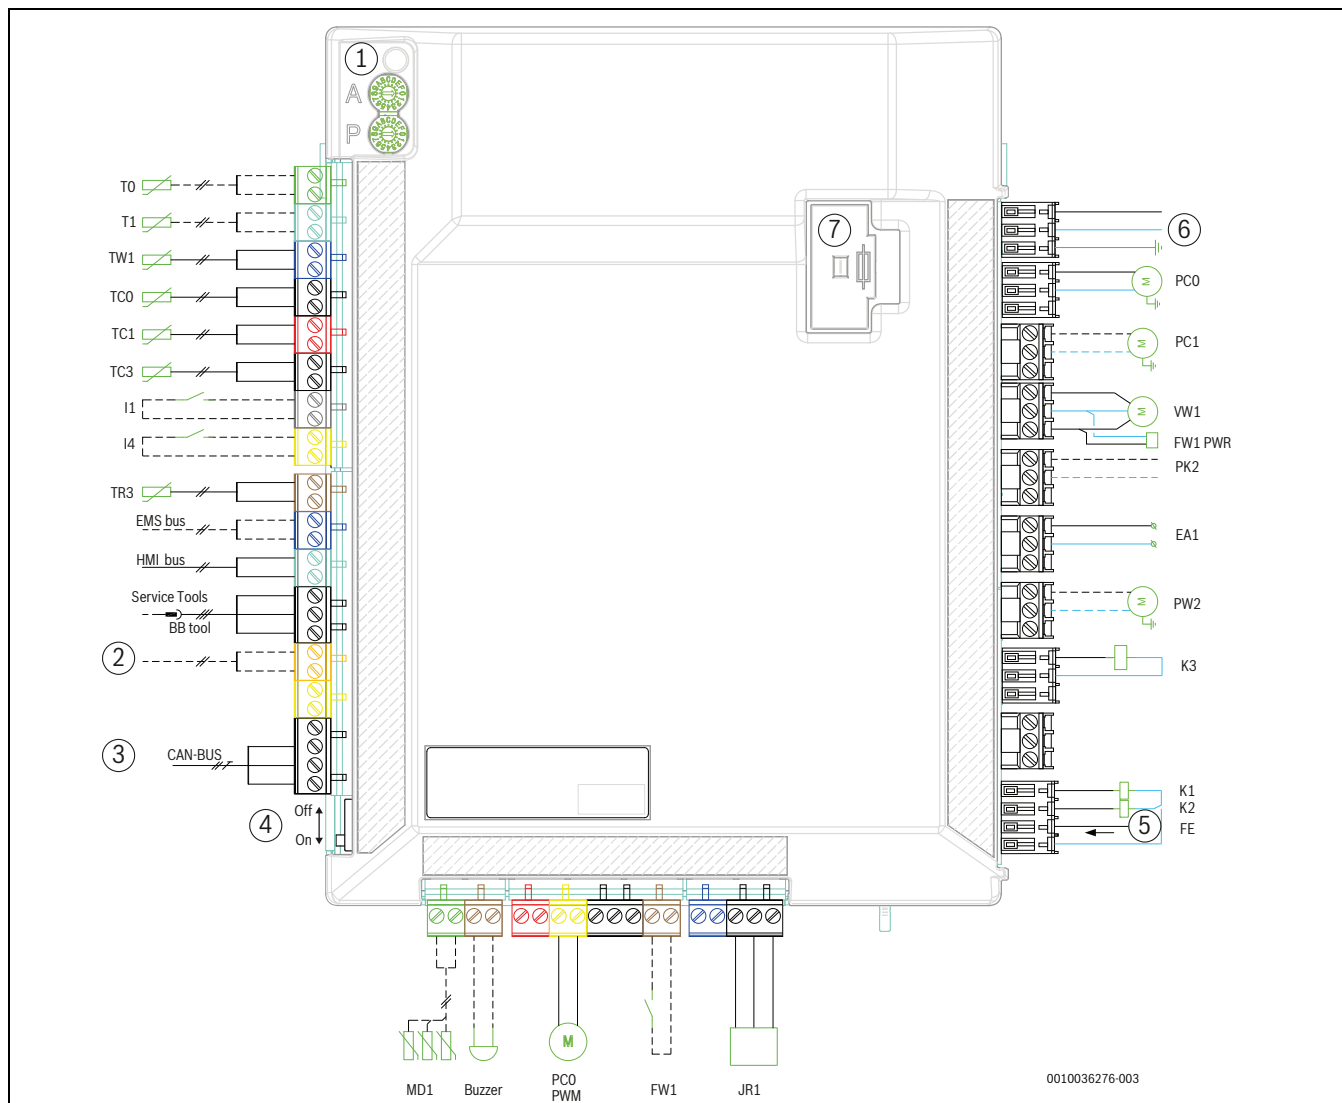 1
A
P
T0
T1
TW1
TC0
TC1
TC3
I1
I4
TR3
EMS bus
HMI bus
Service Tools
BB tool
2
3
CAN-BUS
4
Off
On
7
6
PC0
M
PC1
M
VW1
M
FW1 PWR
PK2
EA1
PW2
M
K3
K1
K2
5
FE
M
MD1
Buzzer
PC0
PWM
FW1
JR1
0010036276-003